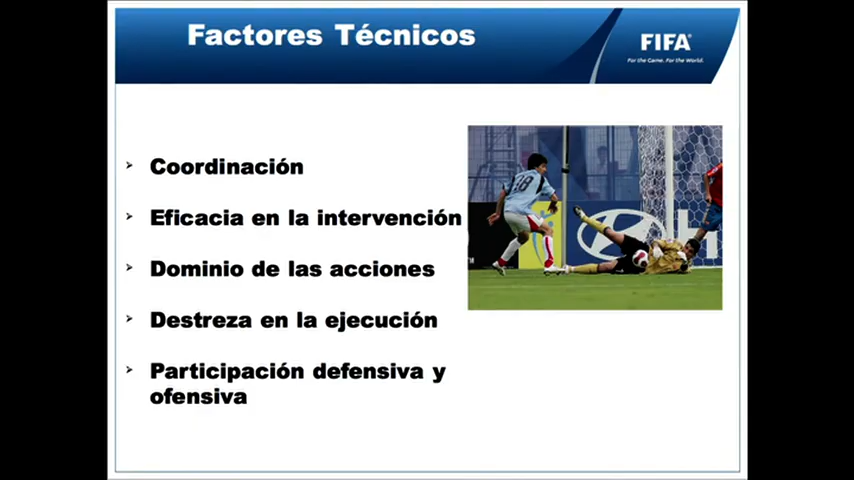 Factores Técnicos
FIFA®
For the Game. For the World.
Coordinación
Eficacia en la intervención
Dominio de las acciones
Destreza en la ejecución
Participación defensiva y
ofensiva
18